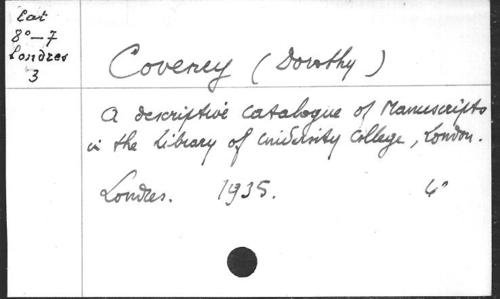 Cat
8°-7
Londres
3
Coveney (Dorothy)
A descriptive catalogue of Manuscripts
in the Library of University College, London.
Londres. 1935. 4°